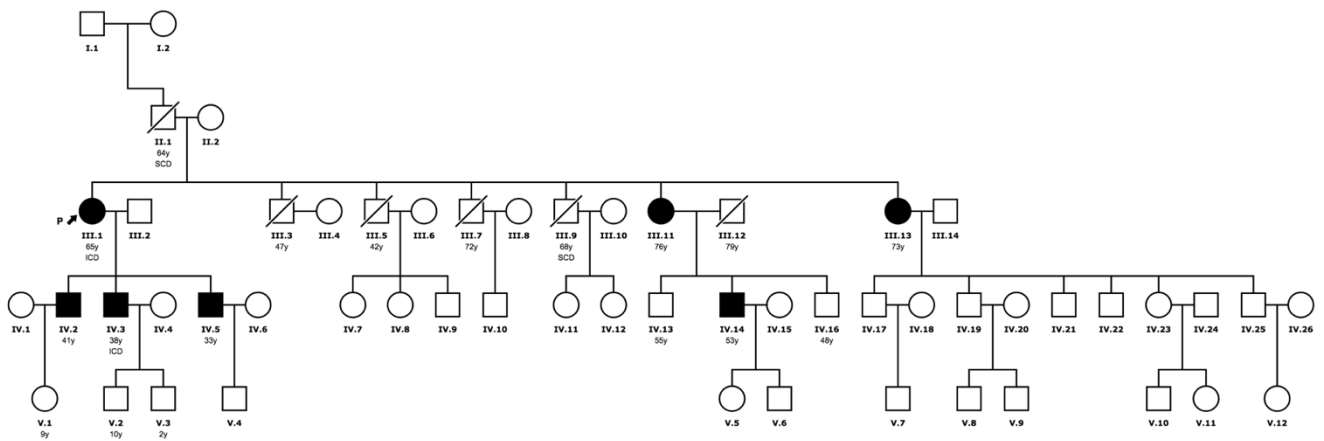 I.1 I.2
II.1 II.2
64y
SCD
P
III.1 III.2 III.3 III.4 III.5 III.6 III.7 III.8 III.9 III.10 III.11 III.12 III.13 III.14
65y 47y 42y 72y 68y 76y 79y 73y
ICD SCD
IV.1 IV.2 IV.3 IV.4 IV.5 IV.6 IV.7 IV.8 IV.9 IV.10 IV.11 IV.12 IV.13 IV.14 IV.15 IV.16 IV.17 IV.18 IV.19 IV.20 IV.21 IV.22 IV.23 IV.24 IV.25 IV.26
41y 38y 33y 55y 53y 48y
ICD
V.1 V.2 V.3 V.4 V.5 V.6 V.7 V.8 V.9 V.10 V.11 V.12
9y 10y 2y